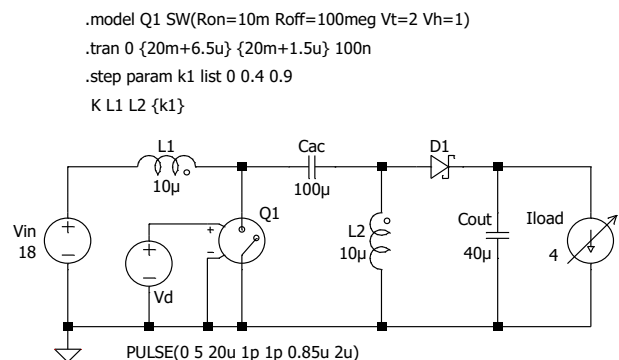 .model Q1 SW(Ron=10m Roff=100meg Vt=2 Vh=1)
.tran 0 {20m+6.5u} {20m+1.5u} 100n
.step param k1 list 0 0.4 0.9
K L1 L2 {k1}
L1
10µ
Cac
100µ
D1
Q1
Vin
18
Vd
L2
10µ
Cout
40µ
Iload
4
PULSE(0 5 20u 1p 1p 0.85u 2u)